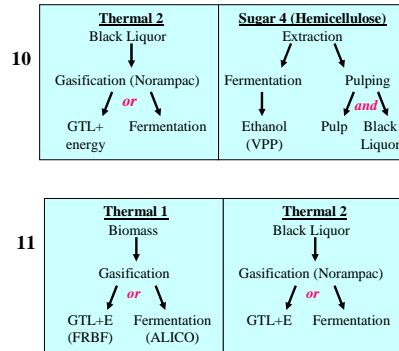 10
Thermal 2
Black Liquor
Gasification (Norampac)
or
GTL+ energy
Fermentation
Sugar 4 (Hemicellulose)
Extraction
Fermentation
Pulping
and
Ethanol (VPP)
Pulp
Black Liquor
11
Thermal 1
Biomass
Gasification
or
GTL+E (FRBF)
Fermentation (ALICO)
Thermal 2
Black Liquor
Gasification (Norampac)
or
GTL+E
Fermentation